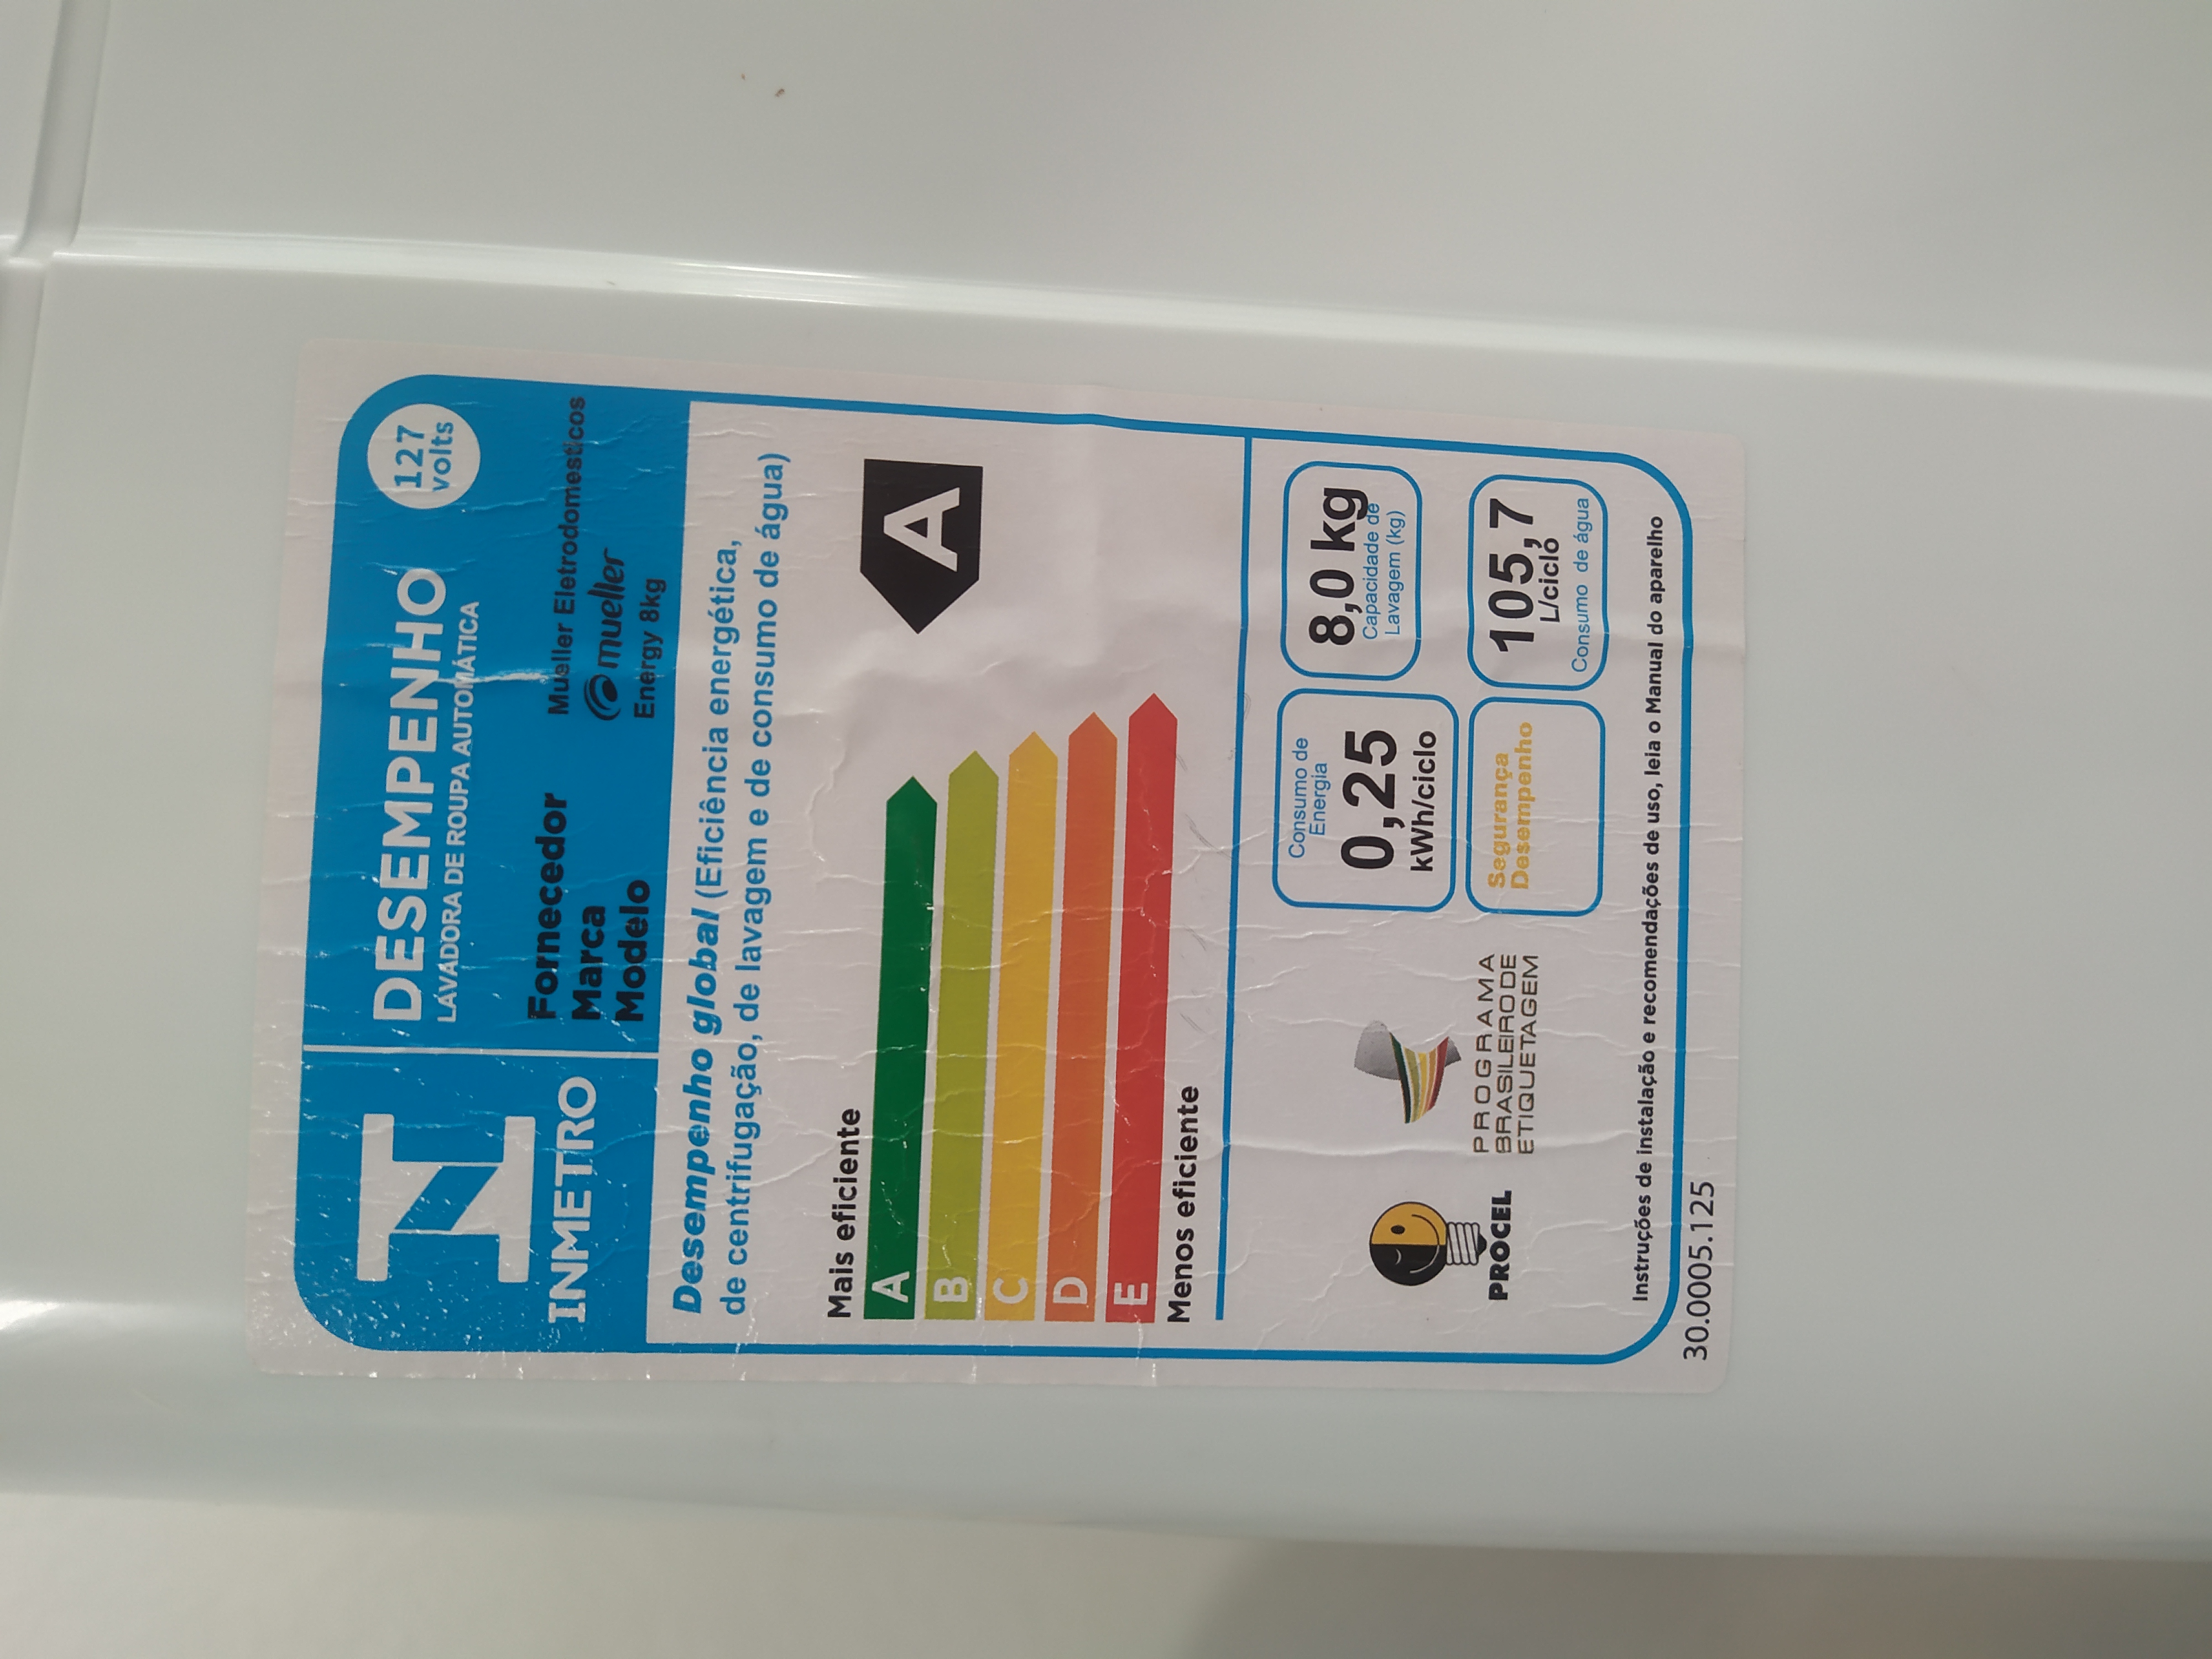 INMETRO
DESEMPENHO
LAVADORA DE ROUPA AUTOMÁTICA
127
volts
Fornecedor Mueller Eletrodomesticos
Marca mueller
Modelo Energy 8kg
Desempenho global (Eficiência energética,
de centrifugação, de lavagem e de consumo de água)
Mais eficiente
A
A
B
C
D
E
Menos eficiente
PROCEL
PROGRAMA
BRASILEIRO DE
ETIQUETAGEM
Consumo de
Energia
0,25
kWh/ciclo
8,0 kg
Capacidade de
Lavagem (kg)
Segurança
Desempenho
105,7
L/ciclo
Consumo de água
Instruções de instalação e recomendações de uso, leia o Manual do aparelho
30.0005.125